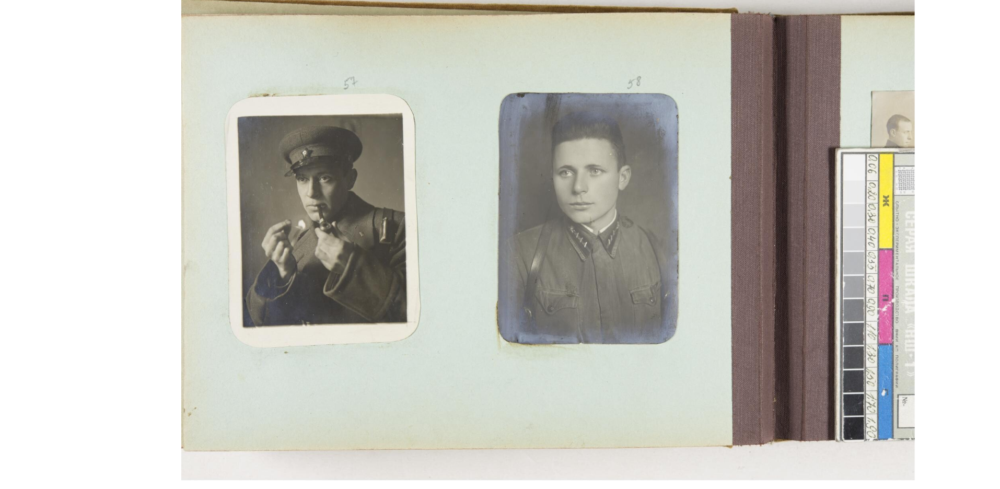 57
58
0,06 0,20 0,30 0,40 0,55 0,70 0,90 1,10 1,30 1,50 1,70 1,90
Ж
П
ОПЫТНО-ЭКСПЕРИМЕНТАЛЬНОЕ ПРОИЗВОДСТВО ВНИИ КП ПОЛИГРАФИИ
СЕРАЯ ШКАЛА «НШ-1»
№-